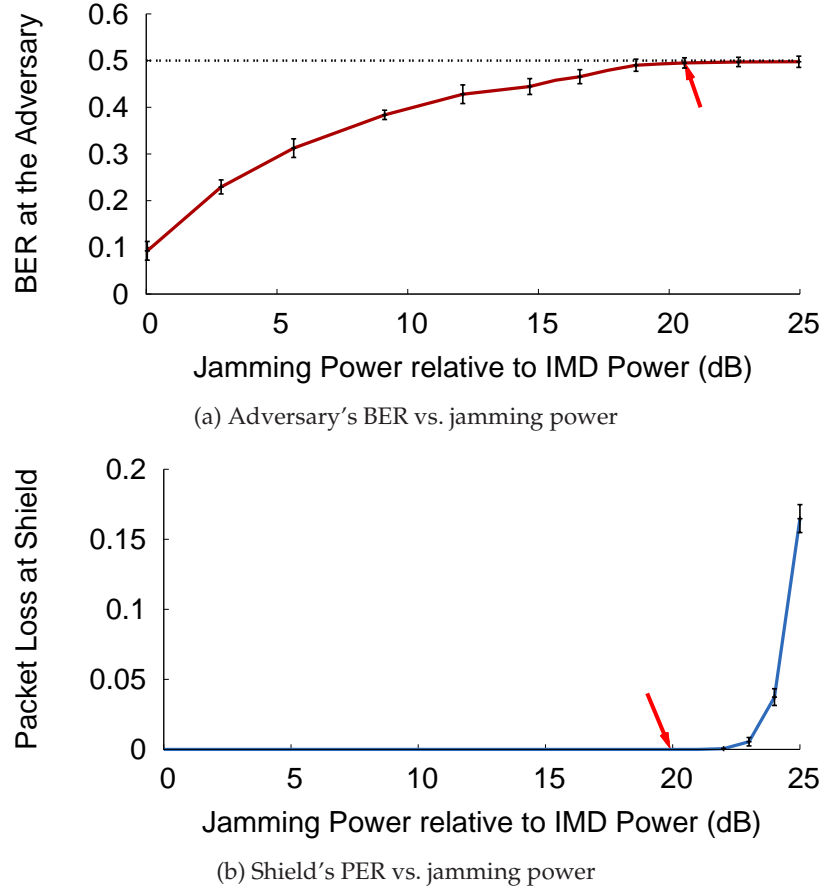 BER at the Adversary
0.6
0.5
0.4
0.3
0.2
0.1
0
0 5 10 15 20 25
Jamming Power relative to IMD Power (dB)
(a) Adversary's BER vs. jamming power
Packet Loss at Shield
0.2
0.15
0.1
0.05
0
0 5 10 15 20 25
Jamming Power relative to IMD Power (dB)
(b) Shield's PER vs. jamming power